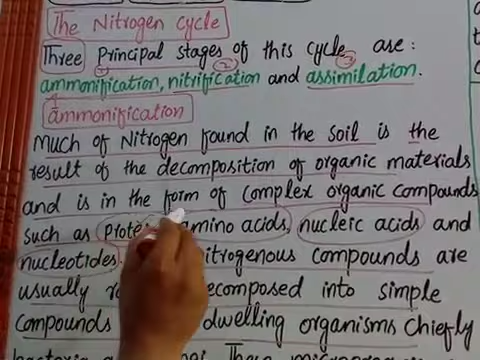 The Nitrogen Cycle
Three Principal stages of this cycle are:
1 2 3
ammonification, nitrification and assimilation.
ammonification
Much of Nitrogen found in the soil is the
result of the decomposition of organic materials
and is in the form of complex organic compounds
such as amino acids, nucleic acids and
nucleotides. compounds are
usually into simple
compounds dwelling organisms chiefly